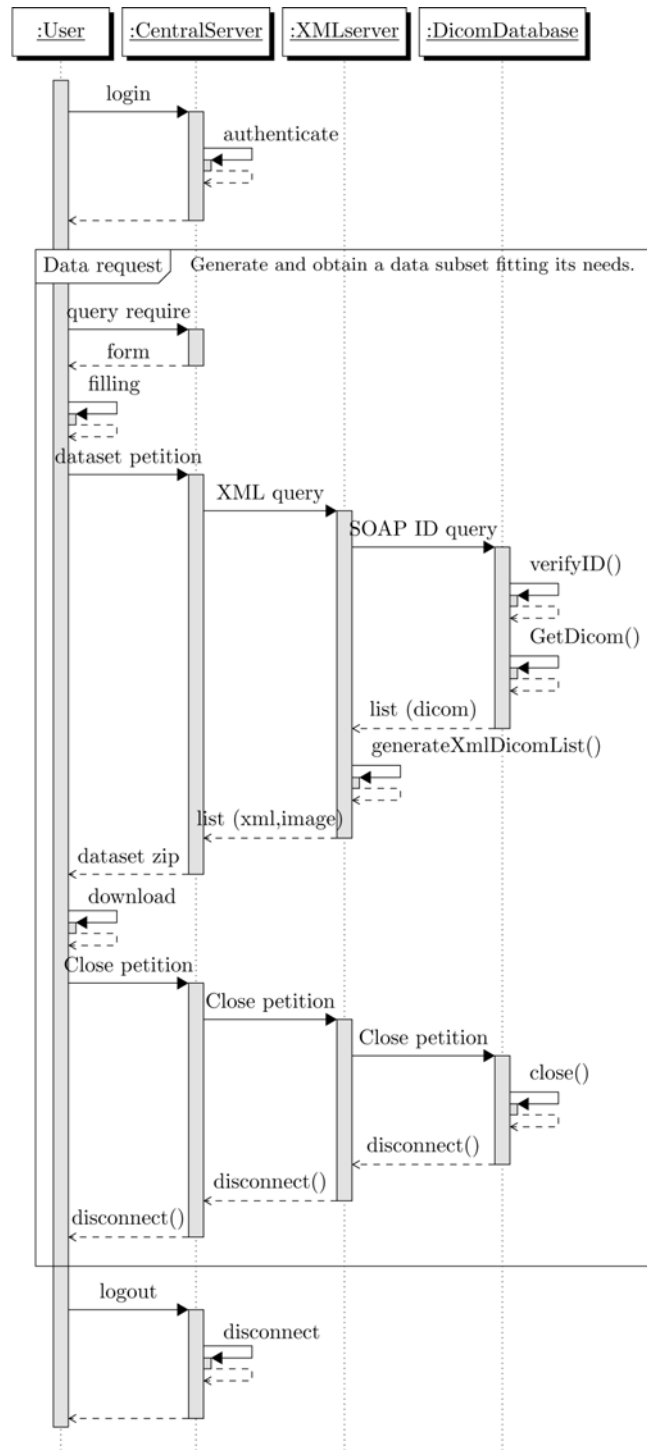 :User :CentralServer :XMLserver :DicomDatabase
login
authenticate
Data request Generate and obtain a data subset fitting its needs.
query require
form
filling
dataset petition
XML query
SOAP ID query
verifyID()
GetDicom()
list (dicom)
generateXmlDicomList()
list (xml,image)
dataset zip
download
Close petition
Close petition
Close petition
close()
disconnect()
disconnect()
disconnect()
logout
disconnect